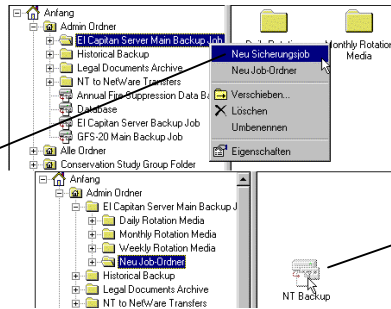 Anfang
Admin Ordner
El Capitan Server Main Backup Job
Historical Backup
Legal Documents Archive
NT to NetWare Transfers
Annual Fire Suppression Data Ba
Database
El Capitan Server Backup Job
GFS-20 Main Backup Job
Alle Ordner
Conservation Study Group Folder
Monthly Rotation
Media
Neu Sicherungsjob
Neu Job-Ordner
Verschieben...
Löschen
Umbenennen
Eigenschaften
Anfang
Admin Ordner
El Capitan Server Main Backup J
Daily Rotation Media
Monthly Rotation Media
Weekly Rotation Media
Neu Job-Ordner
Historical Backup
Legal Documents Archive
NT to NetWare Transfers
NT Backup